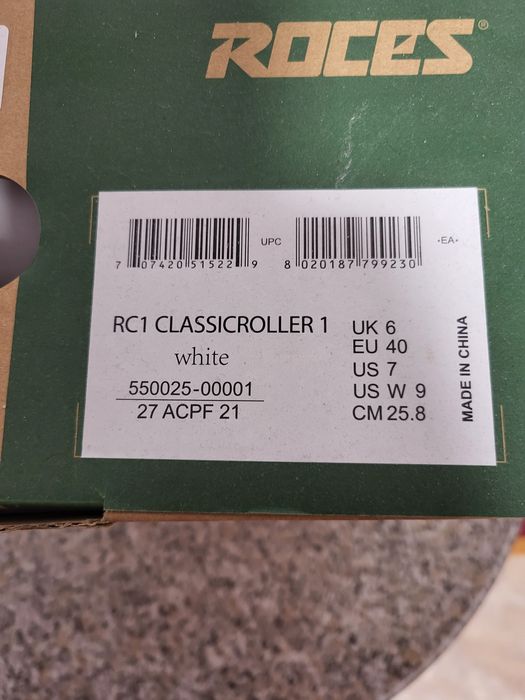 ROCES®
UPC
-EA-
7 07420 51522 9
8 020187 799230
RC1 CLASSICROLLER 1
white
550025-00001
27 ACPF 21
UK 6
EU 40
US 7
US W 9
CM 25.8
MADE IN CHINA